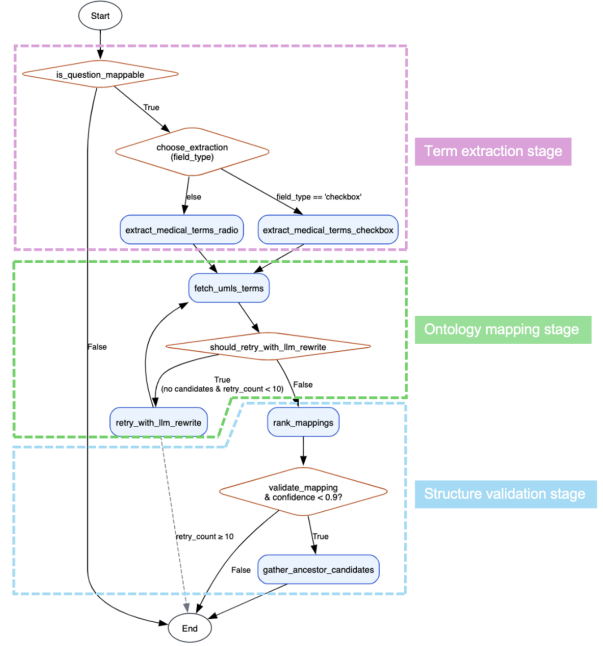 Start
is_question_mappable
True
choose_extraction
(field_type)
Term extraction stage
else
field_type == 'checkbox'
extract_medical_terms_radio
extract_medical_terms_checkbox
fetch_umls_terms
Ontology mapping stage
should_retry_with_llm_rewrite
False
True
(no candidates & retry_count < 10)
False
retry_with_llm_rewrite
rank_mappings
validate_mapping
& confidence < 0.9?
Structure validation stage
retry_count ≥ 10
True
False
gather_ancestor_candidates
End